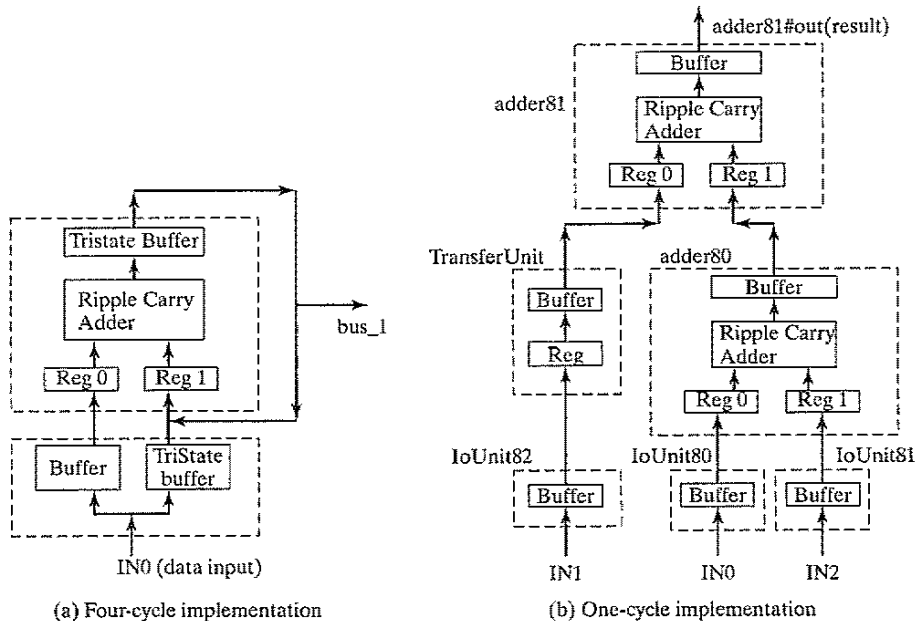 Tristate Buffer
Ripple Carry
Adder
Reg 0
Reg 1
bus_1
Buffer
TriState
buffer
IN0 (data input)
(a) Four-cycle implementation
adder81#out(result)
adder81
Buffer
Ripple Carry
Adder
Reg 0
Reg 1
TransferUnit
Buffer
Reg
adder80
Buffer
Ripple Carry
Adder
Reg 0
Reg 1
IoUnit82
IoUnit80
IoUnit81
Buffer
Buffer
Buffer
IN1
IN0
IN2
(b) One-cycle implementation